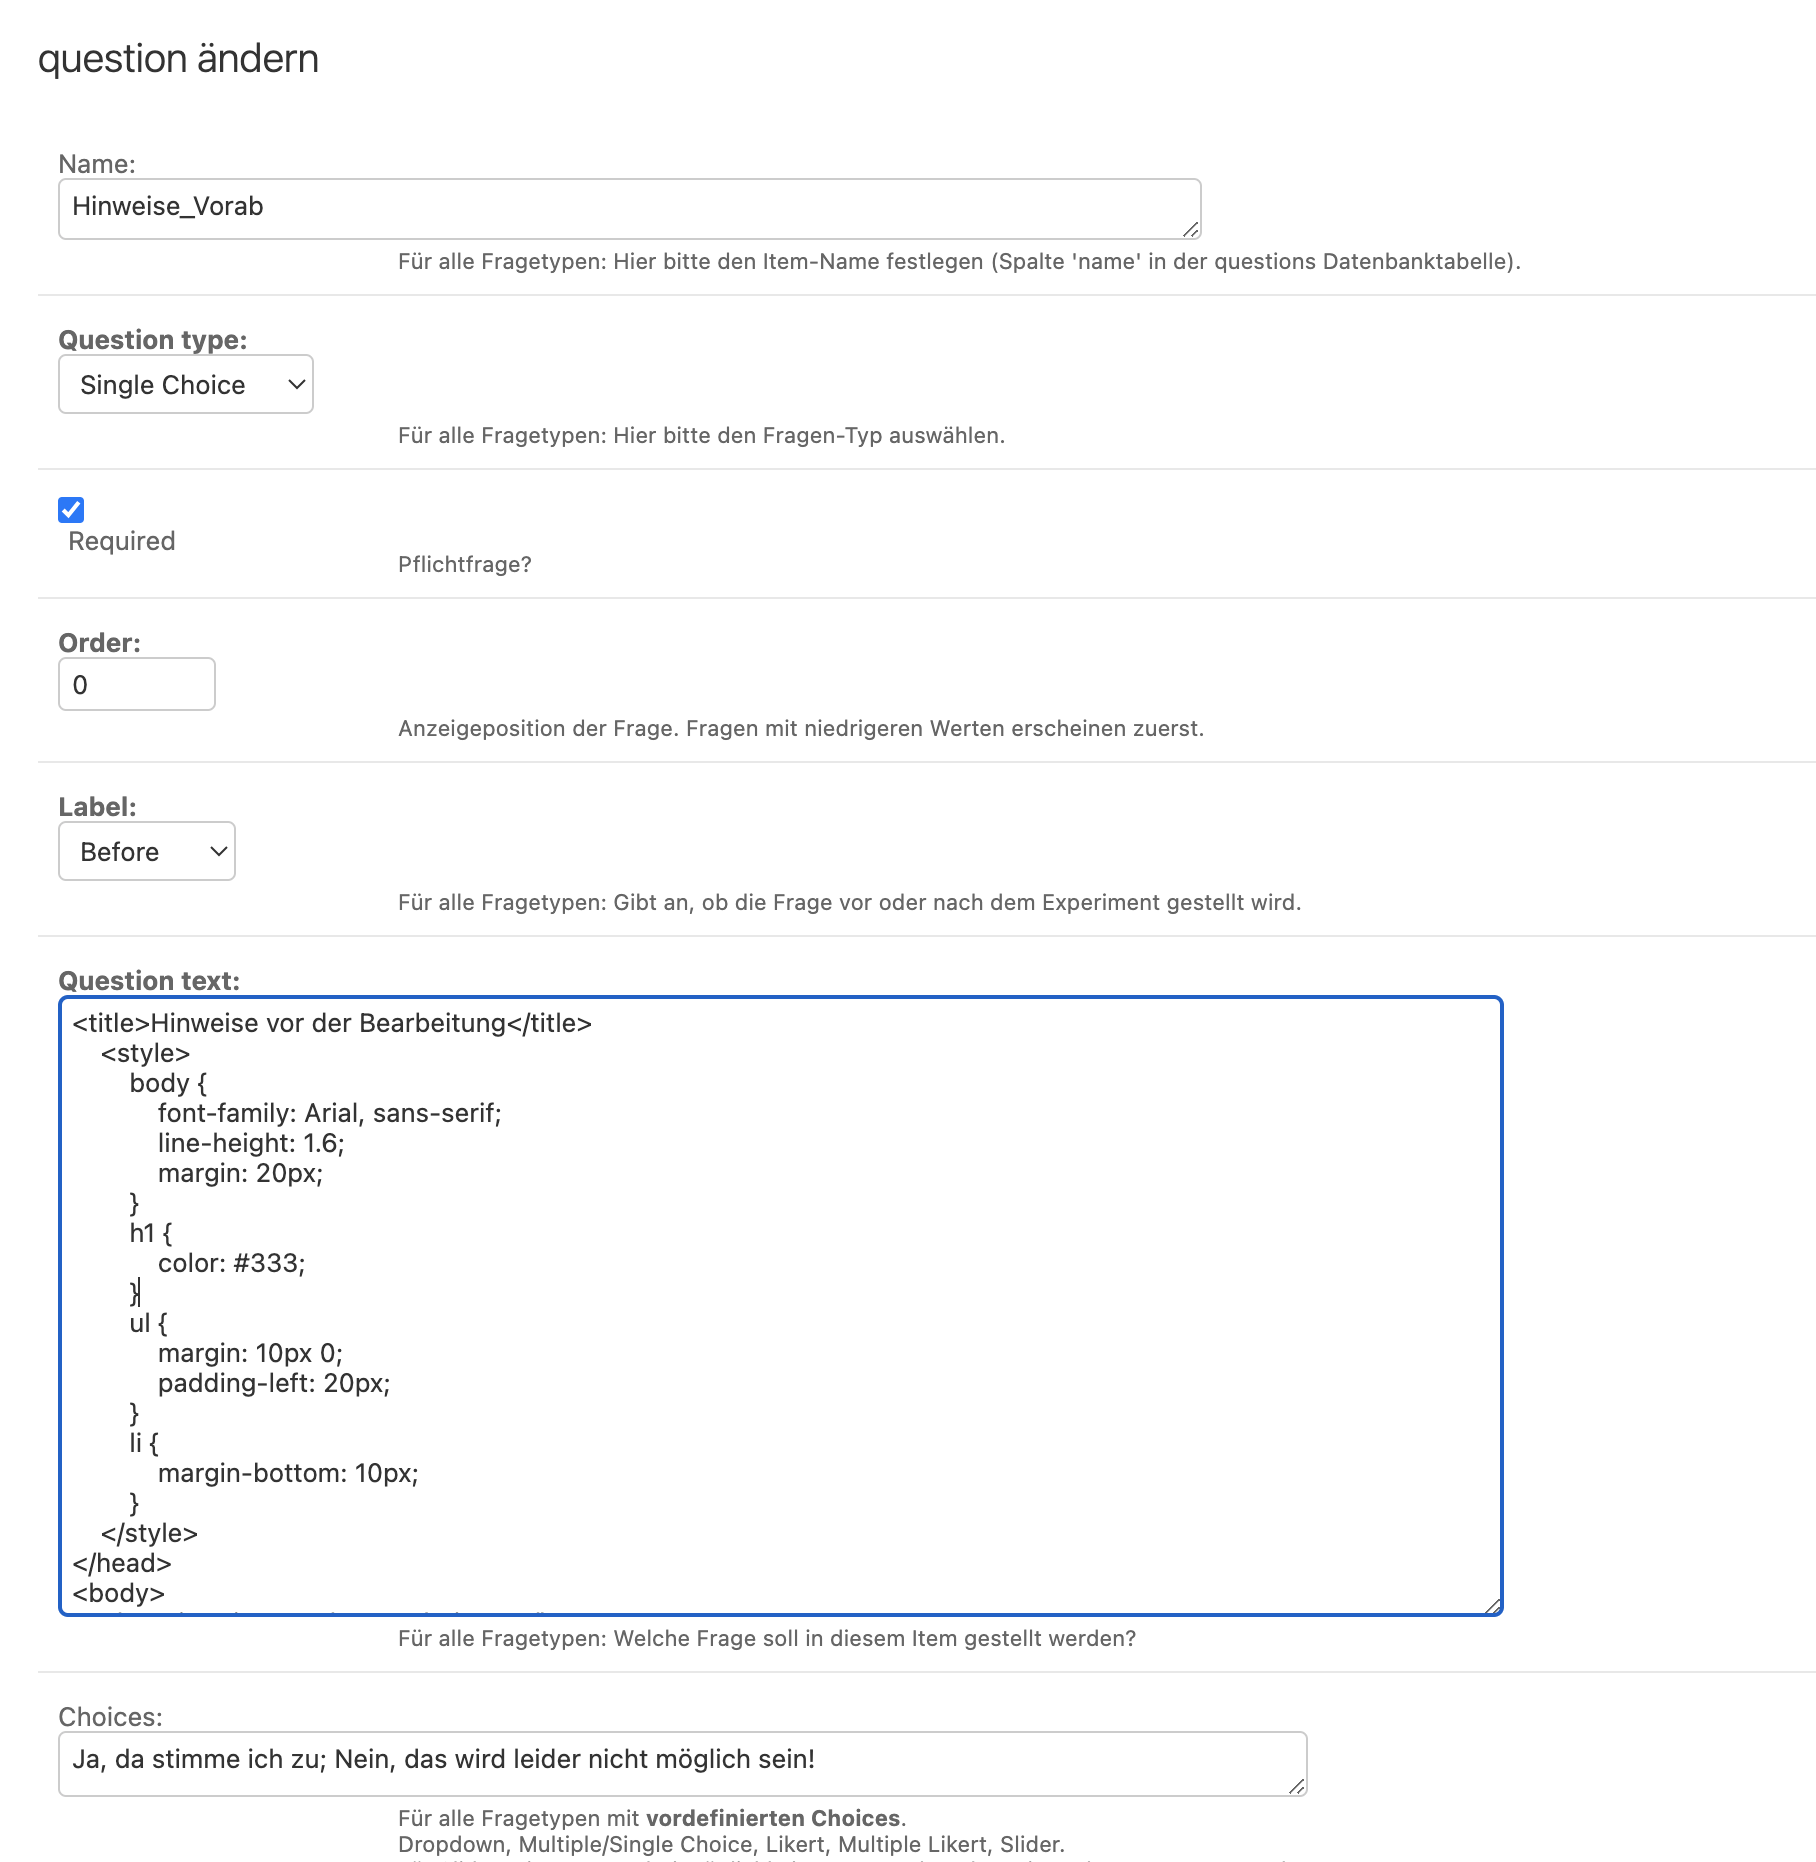 question ändern
Name:
Hinweise_Vorab
Für alle Fragetypen: Hier bitte den Item-Name festlegen (Spalte 'name' in der questions Datenbanktabelle).
Question type:
Single Choice
Für alle Fragetypen: Hier bitte den Fragen-Typ auswählen.
Required
Pflichtfrage?
Order:
0
Anzeigeposition der Frage. Fragen mit niedrigeren Werten erscheinen zuerst.
Label:
Before
Für alle Fragetypen: Gibt an, ob die Frage vor oder nach dem Experiment gestellt wird.
Question text:
<title>Hinweise vor der Bearbeitung</title>
<style>
body {
font-family: Arial, sans-serif;
line-height: 1.6;
margin: 20px;
}
h1 {
color: #333;
}
ul {
margin: 10px 0;
padding-left: 20px;
}
li {
margin-bottom: 10px;
}
</style>
</head>
<body>
Für alle Fragetypen: Welche Frage soll in diesem Item gestellt werden?
Choices:
Ja, da stimme ich zu; Nein, das wird leider nicht möglich sein!
Für alle Fragetypen mit vordefinierten Choices.
Dropdown, Multiple/Single Choice, Likert, Multiple Likert, Slider.